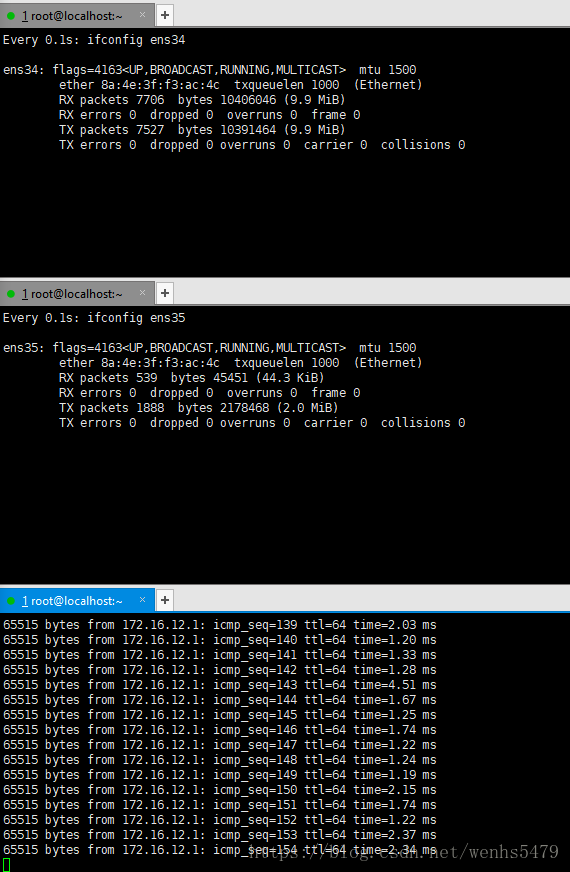 1 root@localhost:~ × +
Every 0.1s: ifconfig ens34
ens34: flags=4163<UP,BROADCAST,RUNNING,MULTICAST>  mtu 1500
        ether 8a:4e:3f:f3:ac:4c  txqueuelen 1000  (Ethernet)
        RX packets 7706  bytes 10406046 (9.9 MiB)
        RX errors 0  dropped 0  overruns 0  frame 0
        TX packets 7527  bytes 10391464 (9.9 MiB)
        TX errors 0  dropped 0 overruns 0  carrier 0  collisions 0
1 root@localhost:~ × +
Every 0.1s: ifconfig ens35
ens35: flags=4163<UP,BROADCAST,RUNNING,MULTICAST>  mtu 1500
        ether 8a:4e:3f:f3:ac:4c  txqueuelen 1000  (Ethernet)
        RX packets 539  bytes 45451 (44.3 KiB)
        RX errors 0  dropped 0  overruns 0  frame 0
        TX packets 1888  bytes 2178468 (2.0 MiB)
        TX errors 0  dropped 0 overruns 0  carrier 0  collisions 0
1 root@localhost:~ × +
65515 bytes from 172.16.12.1: icmp_seq=139 ttl=64 time=2.03 ms
65515 bytes from 172.16.12.1: icmp_seq=140 ttl=64 time=1.20 ms
65515 bytes from 172.16.12.1: icmp_seq=141 ttl=64 time=1.33 ms
65515 bytes from 172.16.12.1: icmp_seq=142 ttl=64 time=1.28 ms
65515 bytes from 172.16.12.1: icmp_seq=143 ttl=64 time=4.51 ms
65515 bytes from 172.16.12.1: icmp_seq=144 ttl=64 time=1.67 ms
65515 bytes from 172.16.12.1: icmp_seq=145 ttl=64 time=1.25 ms
65515 bytes from 172.16.12.1: icmp_seq=146 ttl=64 time=1.74 ms
65515 bytes from 172.16.12.1: icmp_seq=147 ttl=64 time=1.22 ms
65515 bytes from 172.16.12.1: icmp_seq=148 ttl=64 time=1.24 ms
65515 bytes from 172.16.12.1: icmp_seq=149 ttl=64 time=1.19 ms
65515 bytes from 172.16.12.1: icmp_seq=150 ttl=64 time=2.15 ms
65515 bytes from 172.16.12.1: icmp_seq=151 ttl=64 time=1.74 ms
65515 bytes from 172.16.12.1: icmp_seq=152 ttl=64 time=1.22 ms
65515 bytes from 172.16.12.1: icmp_seq=153 ttl=64 time=2.37 ms
65515 bytes from 172.16.12.1: icmp_seq=154 ttl=64 time=2.34 ms
https://blog.csdn.net/wenhs5479